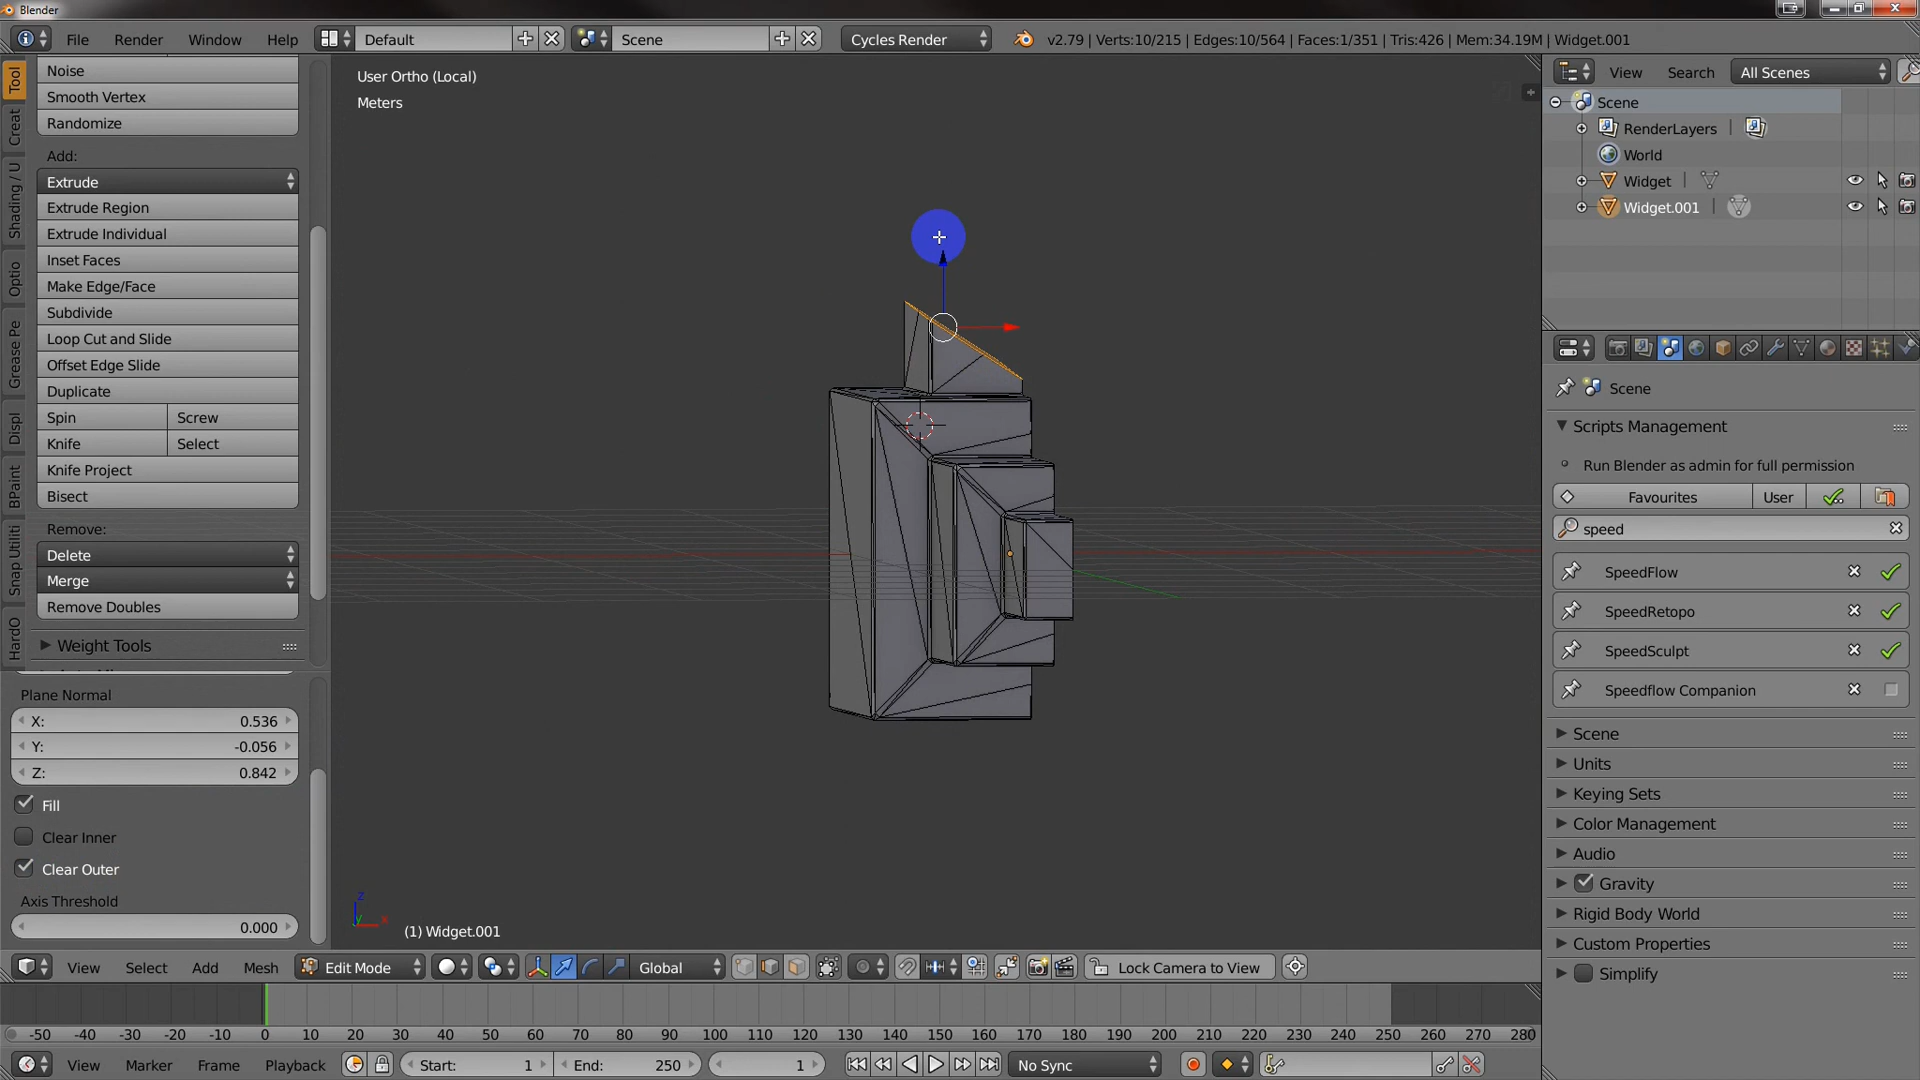 Blender
File Render Window Help Default Scene Cycles Render v2.79 | Verts:10/215 | Edges:10/564 | Faces:1/351 | Tris:426 | Mem:34.19M | Widget.001
Tool
Creat
Shading / U
Optio
Grease Pe
Displ
BPaint
Snap Utiliti
HardO
Noise
Smooth Vertex
Randomize
Add:
Extrude
Extrude Region
Extrude Individual
Inset Faces
Make Edge/Face
Subdivide
Loop Cut and Slide
Offset Edge Slide
Duplicate
Spin Screw
Knife Select
Knife Project
Bisect
Remove:
Delete
Merge
Remove Doubles
Weight Tools
Plane Normal
X: 0.536
Y: -0.056
Z: 0.842
Fill
Clear Inner
Clear Outer
Axis Threshold
0.000
User Ortho (Local)
Meters
z
y
x
(1) Widget.001
View Search All Scenes
Scene
RenderLayers
World
Widget
Widget.001
Scene
Scripts Management
Run Blender as admin for full permission
Favourites User
speed
SpeedFlow
SpeedRetopo
SpeedSculpt
Speedflow Companion
Scene
Units
Keying Sets
Color Management
Audio
Gravity
Rigid Body World
Custom Properties
Simplify
View Select Add Mesh Edit Mode Global Lock Camera to View
-50 -40 -30 -20 -10 0 10 20 30 40 50 60 70 80 90 100 110 120 130 140 150 160 170 180 190 200 210 220 230 240 250 260 270 280
View Marker Frame Playback Start: 1 End: 250 1 No Sync